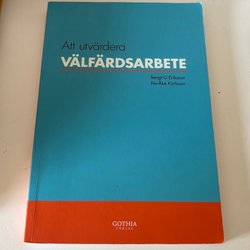 Att utvärdera
VÄLFÄRDSARBETE
Bengt G Eriksson
Per-Åke Karlsson
GOTHIA
FÖRLAG